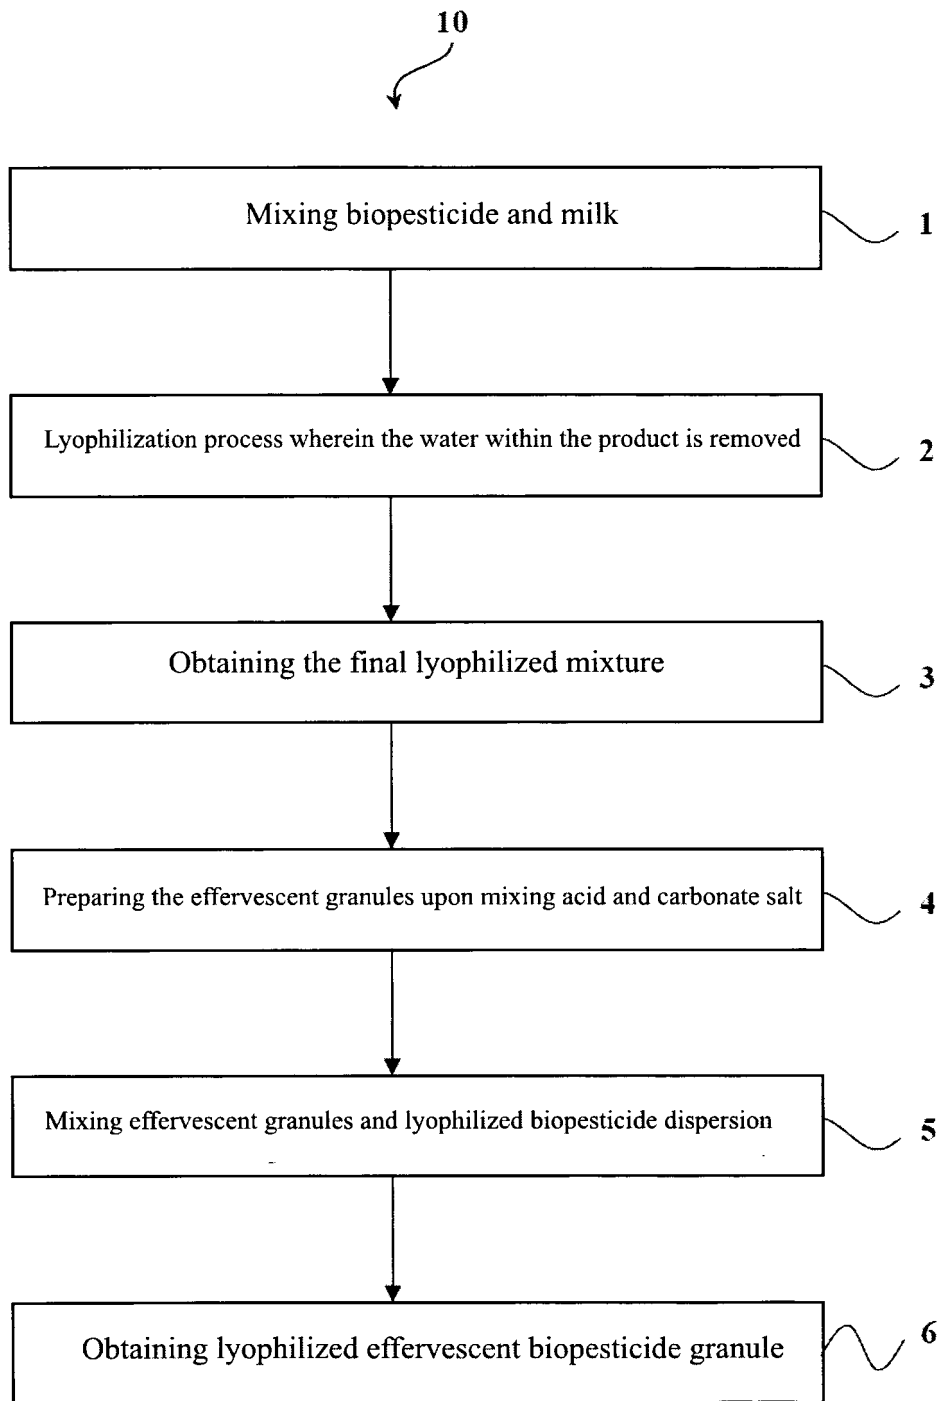 10
Mixing biopesticide and milk
1
Lyophilization process wherein the water within the product is removed
2
Obtaining the final lyophilized mixture
3
Preparing the effervescent granules upon mixing acid and carbonate salt
4
Mixing effervescent granules and lyophilized biopesticide dispersion
5
Obtaining lyophilized effervescent biopesticide granule
6